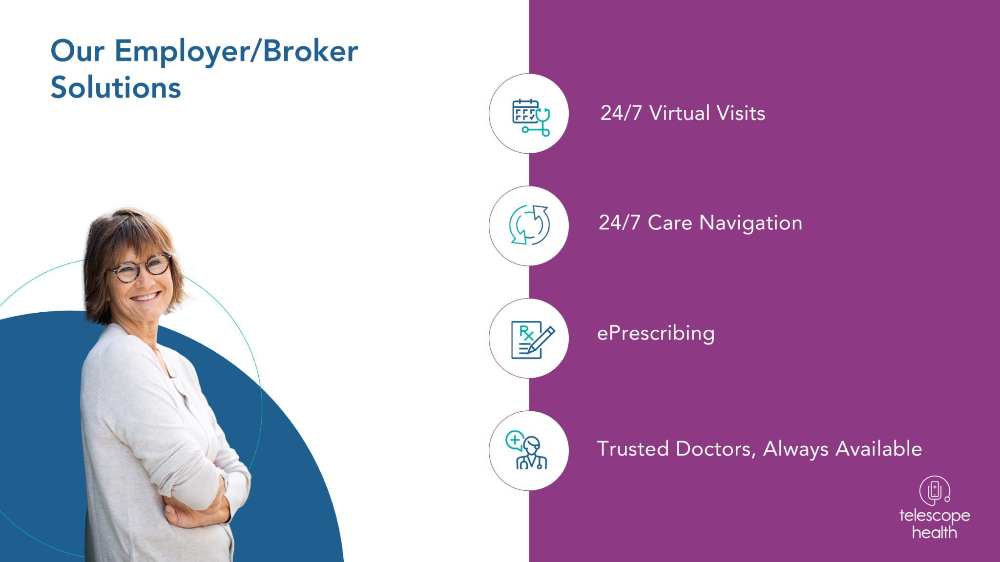 Our Employer/Broker
Solutions
24/7 Virtual Visits
24/7 Care Navigation
Rx
ePrescribing
Trusted Doctors, Always Available
telescope
health